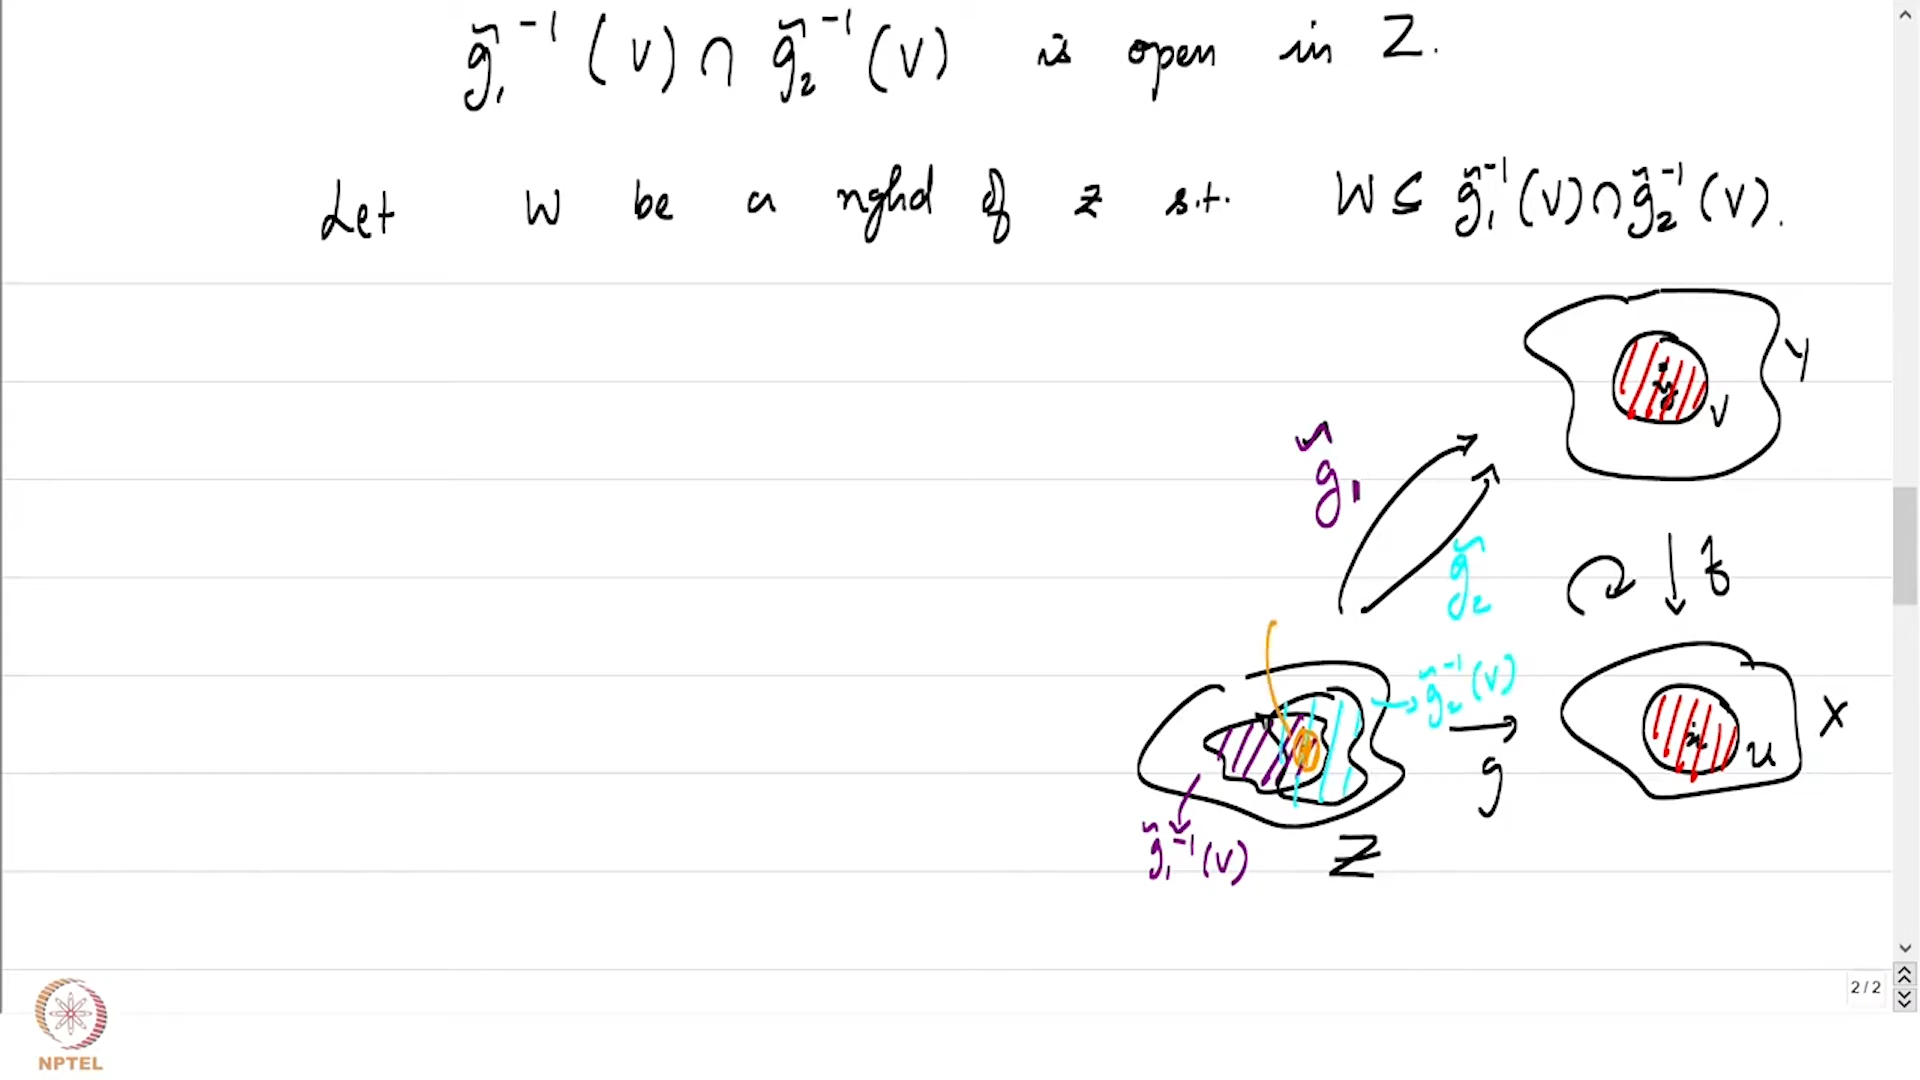 g̃₁⁻¹(V) ∩ g̃₂⁻¹(V) is open in Z.
Let W be a nghd of z s.t. W ⊆ g̃₁⁻¹(V) ∩ g̃₂⁻¹(V).
Y
y
V
g̃₁
g̃₂
f
g̃₂⁻¹(V)
X
x
U
g
g̃₁⁻¹(V)
Z
2 / 2
NPTEL